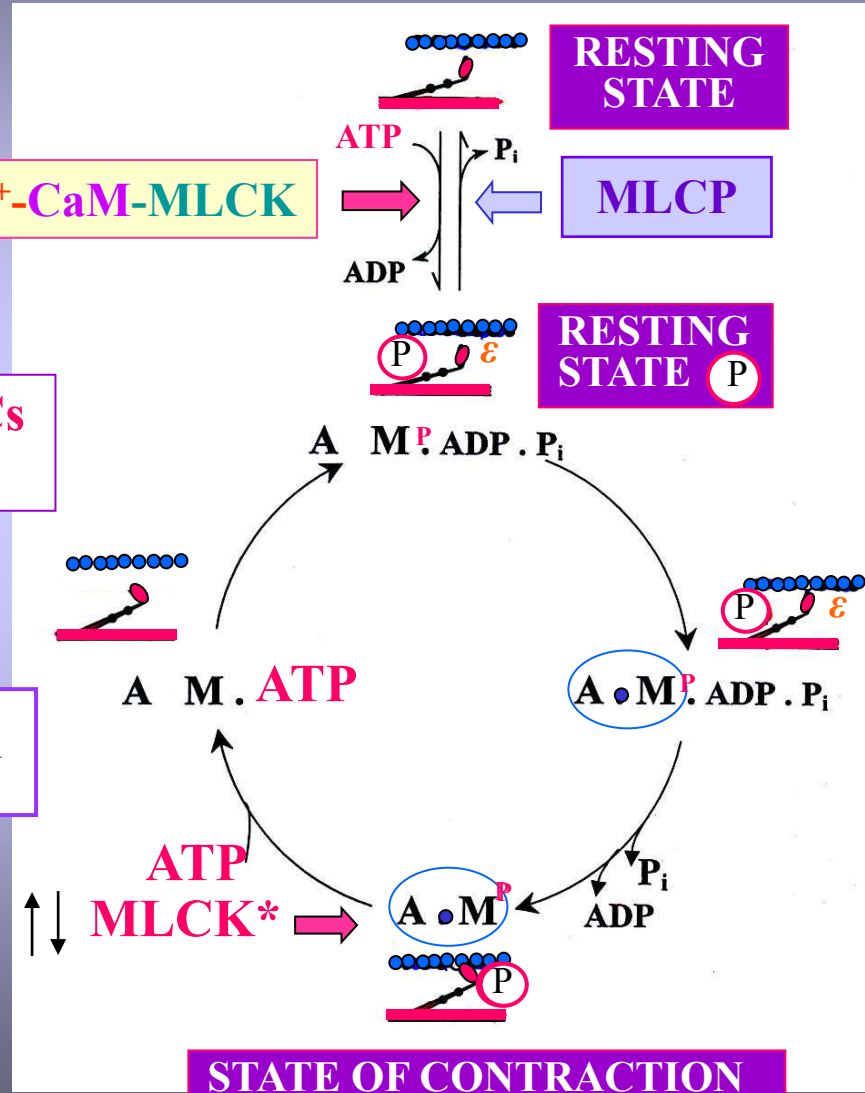 RESTING
STATE
ATP
Pi
+-CaM-MLCK
MLCP
ADP
RESTING
STATE P
P
ε
Cs
A M P. ADP . Pi
P
ε
A M . ATP
A • M P. ADP . Pi
ATP
MLCK*
A • M P
Pi
ADP
P
STATE OF CONTRACTION